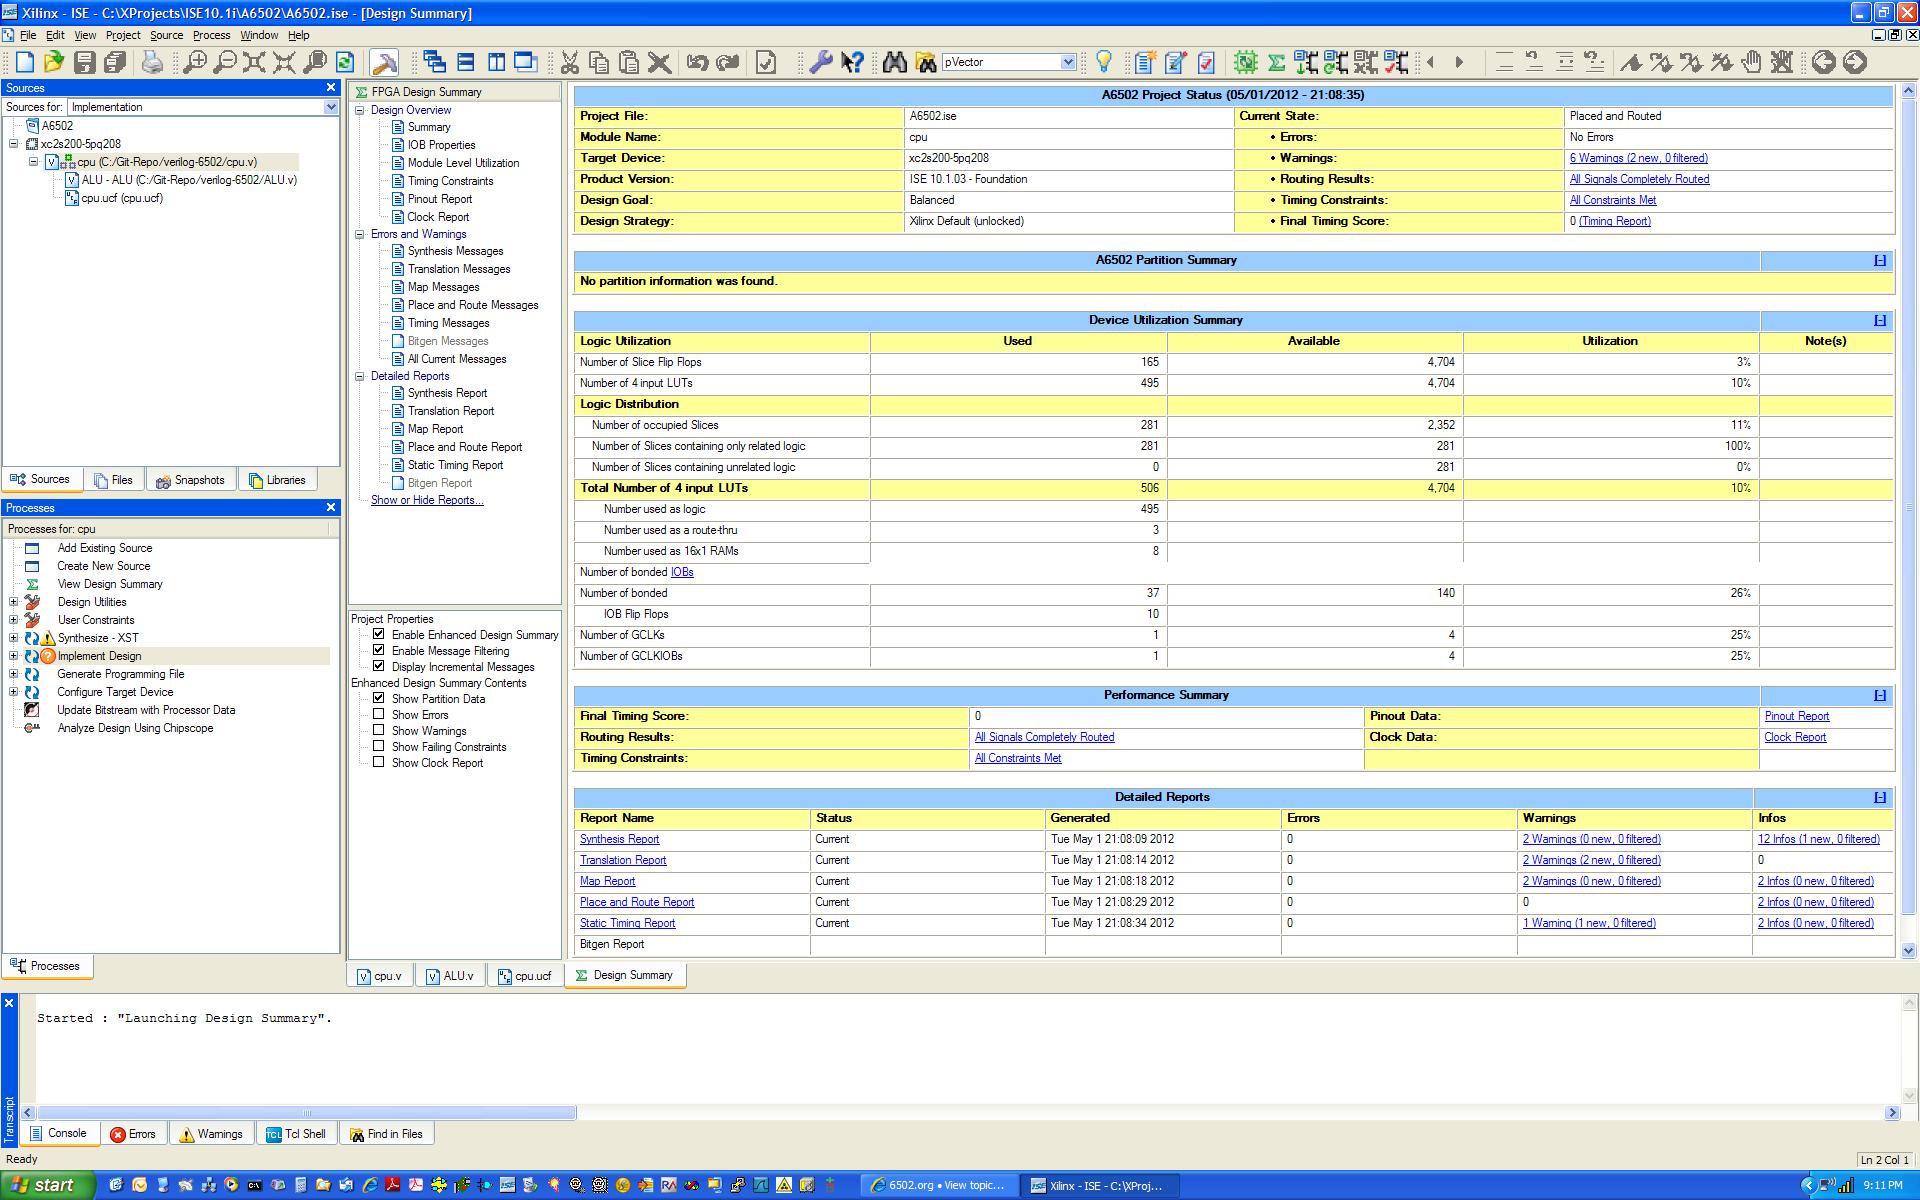 Xilinx - ISE - C:\XProjects\ISE10.1i\A6502\A6502.ise - [Design Summary]
File Edit View Project Source Process Window Help
pVector
Sources
Sources for: Implementation
A6502
xc2s200-5pq208
cpu (C:/Git-Repo/verilog-6502/cpu.v)
ALU - ALU (C:/Git-Repo/verilog-6502/ALU.v)
cpu.ucf (cpu.ucf)
Sources Files Snapshots Libraries
Processes
Processes for: cpu
Add Existing Source
Create New Source
View Design Summary
Design Utilities
User Constraints
Synthesize - XST
Implement Design
Generate Programming File
Configure Target Device
Update Bitstream with Processor Data
Analyze Design Using Chipscope
Processes
FPGA Design Summary
Design Overview
Summary
IOB Properties
Module Level Utilization
Timing Constraints
Pinout Report
Clock Report
Errors and Warnings
Synthesis Messages
Translation Messages
Map Messages
Place and Route Messages
Timing Messages
Bitgen Messages
All Current Messages
Detailed Reports
Synthesis Report
Translation Report
Map Report
Place and Route Report
Static Timing Report
Bitgen Report
Show or Hide Reports...
Project Properties
Enable Enhanced Design Summary
Enable Message Filtering
Display Incremental Messages
Enhanced Design Summary Contents
Show Partition Data
Show Errors
Show Warnings
Show Failing Constraints
Show Clock Report
A6502 Project Status (05/01/2012 - 21:08:35)
Project File: A6502.ise Current State: Placed and Routed
Module Name: cpu • Errors: No Errors
Target Device: xc2s200-5pq208 • Warnings: 6 Warnings (2 new, 0 filtered)
Product Version: ISE 10.1.03 - Foundation • Routing Results: All Signals Completely Routed
Design Goal: Balanced • Timing Constraints: All Constraints Met
Design Strategy: Xilinx Default (unlocked) • Final Timing Score: 0 (Timing Report)
A6502 Partition Summary [-]
No partition information was found.
Device Utilization Summary [-]
Logic Utilization Used Available Utilization Note(s)
Number of Slice Flip Flops 165 4,704 3%
Number of 4 input LUTs 495 4,704 10%
Logic Distribution
Number of occupied Slices 281 2,352 11%
Number of Slices containing only related logic 281 281 100%
Number of Slices containing unrelated logic 0 281 0%
Total Number of 4 input LUTs 506 4,704 10%
Number used as logic 495
Number used as a route-thru 3
Number used as 16x1 RAMs 8
Number of bonded IOBs
Number of bonded 37 140 26%
IOB Flip Flops 10
Number of GCLKs 1 4 25%
Number of GCLKIOBs 1 4 25%
Performance Summary [-]
Final Timing Score: 0 Pinout Data: Pinout Report
Routing Results: All Signals Completely Routed Clock Data: Clock Report
Timing Constraints: All Constraints Met
Detailed Reports [-]
Report Name Status Generated Errors Warnings Infos
Synthesis Report Current Tue May 1 21:08:09 2012 0 2 Warnings (0 new, 0 filtered) 12 Infos (1 new, 0 filtered)
Translation Report Current Tue May 1 21:08:14 2012 0 2 Warnings (2 new, 0 filtered) 0
Map Report Current Tue May 1 21:08:18 2012 0 2 Warnings (0 new, 0 filtered) 2 Infos (0 new, 0 filtered)
Place and Route Report Current Tue May 1 21:08:29 2012 0 0 2 Infos (0 new, 0 filtered)
Static Timing Report Current Tue May 1 21:08:34 2012 0 1 Warning (1 new, 0 filtered) 2 Infos (0 new, 0 filtered)
Bitgen Report
cpu.v ALU.v cpu.ucf Design Summary
Started : "Launching Design Summary".
Transcript
Console Errors Warnings Tcl Shell Find in Files
Ready Ln 2 Col 1
start 6502.org • View topic... Xilinx - ISE - C:\XProj... 9:11 PM